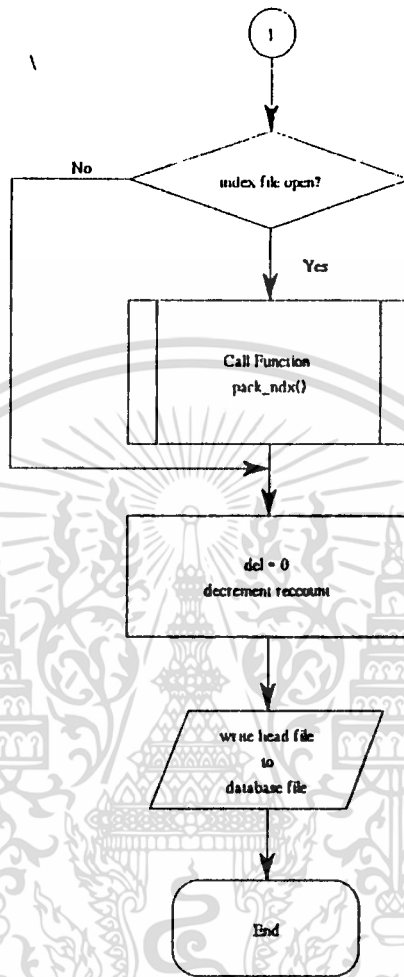 1
index file open?
No
Yes
Call Function
pack_ndx()
del = 0
decrement reccount
write head file
to
database file
End